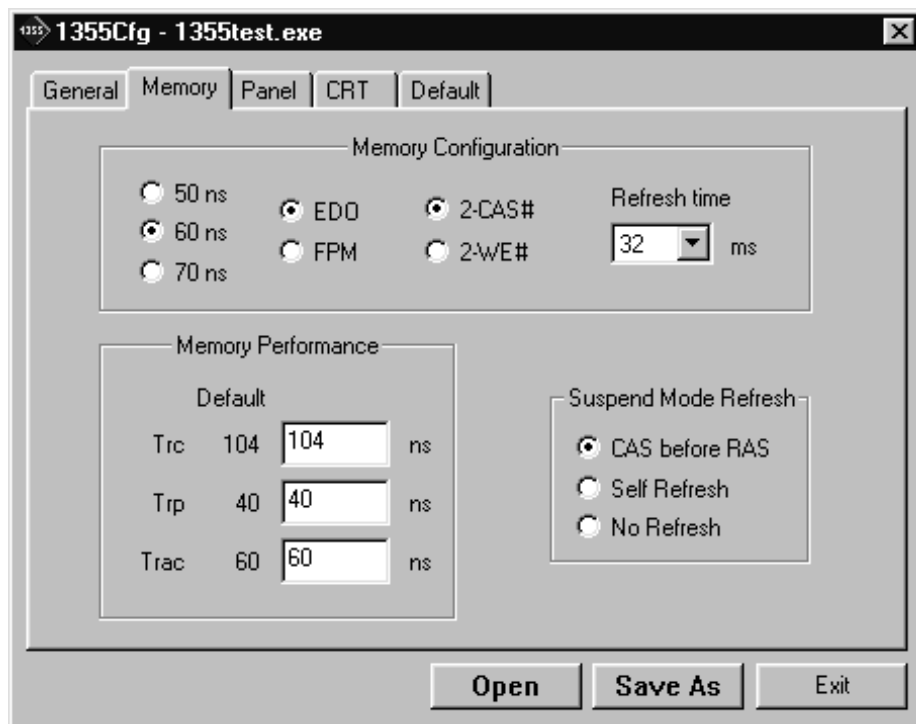 1355 1355Cfg - 1355test.exe
General Memory Panel CRT Default
Memory Configuration
50 ns
60 ns
70 ns
EDO
FPM
2-CAS#
2-WE#
Refresh time
32 ms
Memory Performance
Default
Trc 104 104 ns
Trp 40 40 ns
Trac 60 60 ns
Suspend Mode Refresh
CAS before RAS
Self Refresh
No Refresh
Open Save As Exit